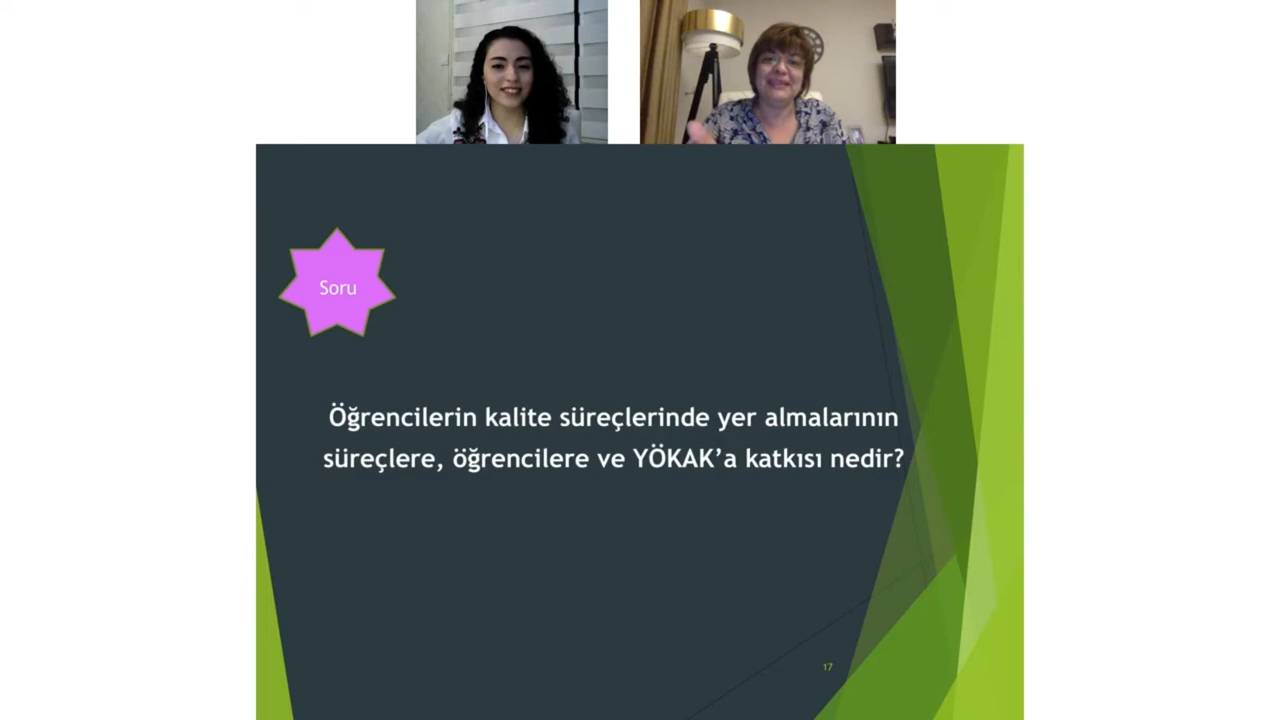 Soru
Öğrencilerin kalite süreçlerinde yer almalarının
süreçlere, öğrencilere ve YÖKAK’a katkısı nedir?
17